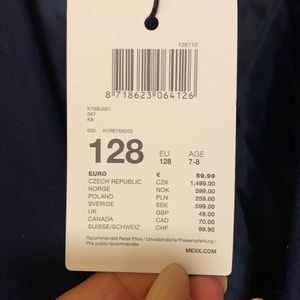 126110
8 718623 064126
K1BBJ001
067
K8
002 K1RE156203
128 EU 128 AGE 7-8
EURO € 89.99
CZECH REPUBLIC CZK 1,499.00
NORGE NOK 599.00
POLAND PLN 259.00
SVERIGE SEK 599.00
UK GBP 49.00
CANADA CAD 70.00
SUISSE/SCHWEIZ CHF 99.90
Recommended Retail Price / Unverbindliche Preisempfehlung /
Prix public recommandée
MEXX.COM